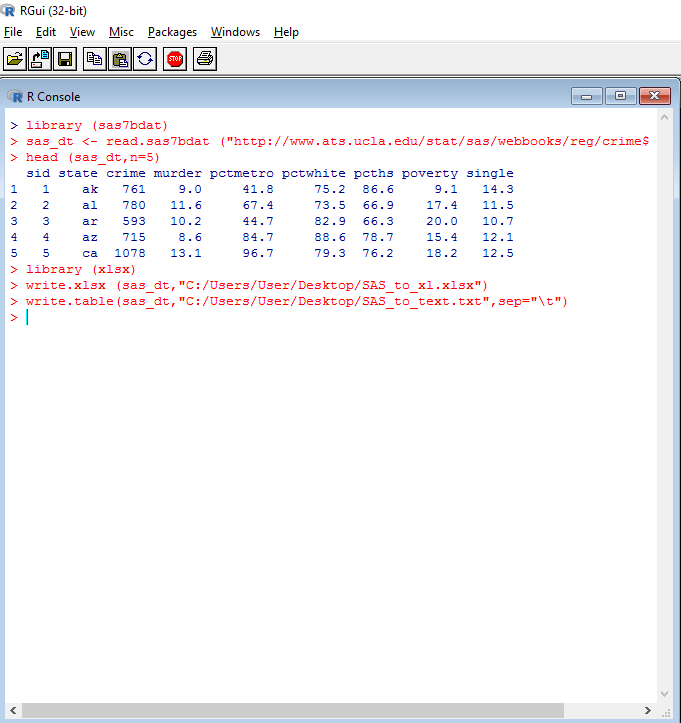 RGui (32-bit)
File Edit View Misc Packages Windows Help
STOP
R Console
> library (sas7bdat)
> sas_dt <- read.sas7bdat ("http://www.ats.ucla.edu/stat/sas/webbooks/reg/crime$
> head (sas_dt,n=5)
  sid state crime murder pctmetro pctwhite pcths poverty single
1   1    ak   761    9.0     41.8     75.2  86.6     9.1   14.3
2   2    al   780   11.6     67.4     73.5  66.9    17.4   11.5
3   3    ar   593   10.2     44.7     82.9  66.3    20.0   10.7
4   4    az   715    8.6     84.7     88.6  78.7    15.4   12.1
5   5    ca  1078   13.1     96.7     79.3  76.2    18.2   12.5
> library (xlsx)
> write.xlsx (sas_dt,"C:/Users/User/Desktop/SAS_to_xl.xlsx")
> write.table(sas_dt,"C:/Users/User/Desktop/SAS_to_text.txt",sep="\t")
>